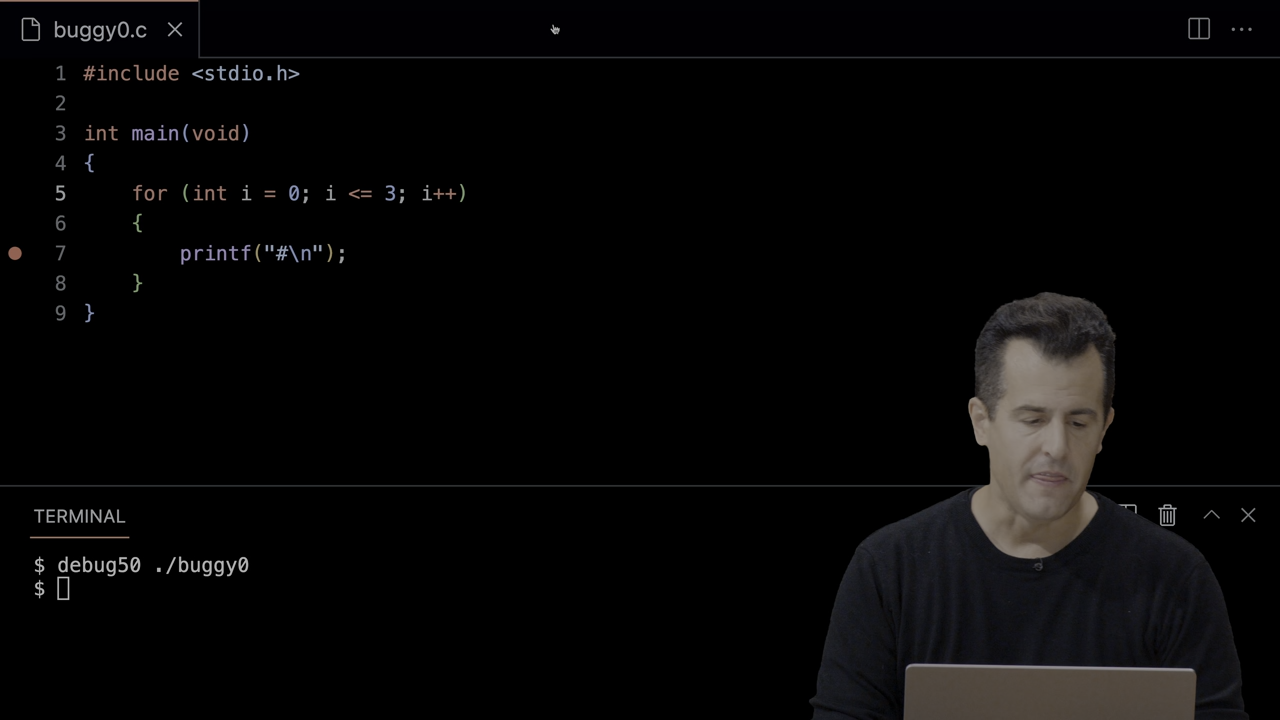 buggy0.c
1 #include <stdio.h>
2
3 int main(void)
4 {
5     for (int i = 0; i <= 3; i++)
6     {
7         printf("#\n");
8     }
9 }
TERMINAL
$ debug50 ./buggy0
$